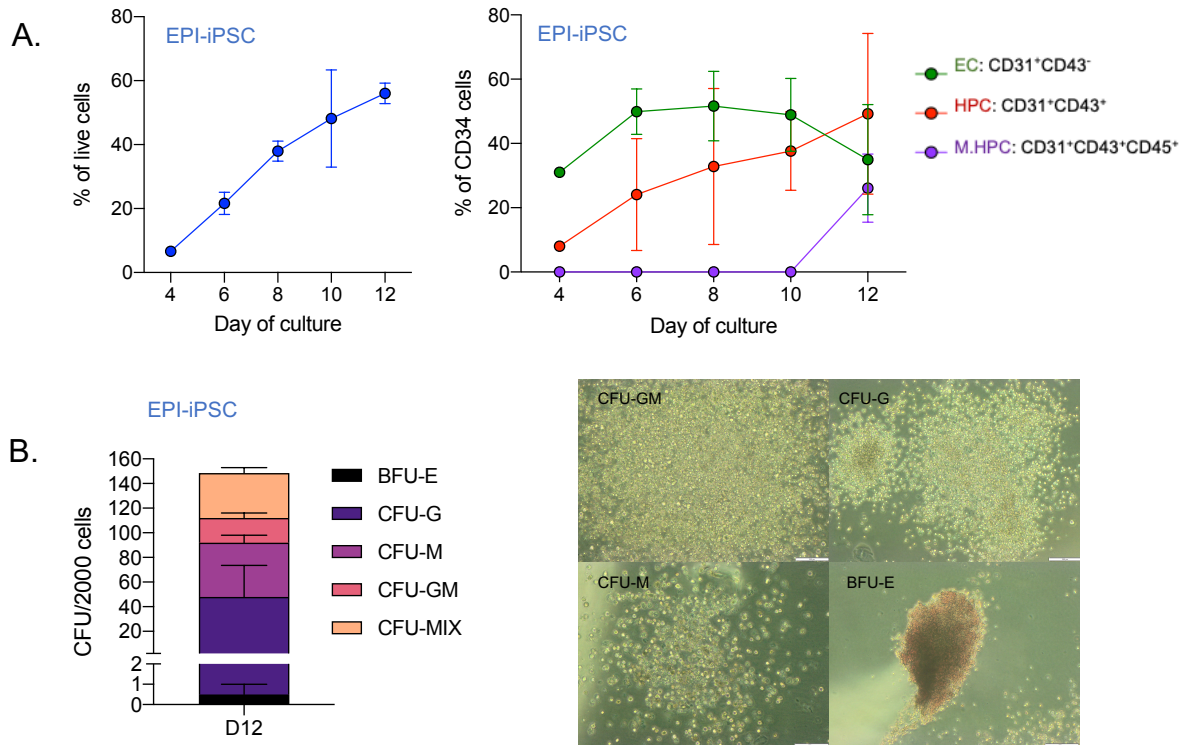 A.
EPI-iPSC
80
60
40
20
0
% of live cells
4 6 8 10 12
Day of culture
EPI-iPSC
80
60
40
20
0
% of CD34 cells
4 6 8 10 12
Day of culture
EC: CD31⁺CD43⁻
HPC: CD31⁺CD43⁺
M.HPC: CD31⁺CD43⁺CD45⁺
B.
EPI-iPSC
160
140
120
100
80
60
40
20
2
1
0
CFU/2000 cells
D12
BFU-E
CFU-G
CFU-M
CFU-GM
CFU-MIX
CFU-GM
CFU-G
CFU-M
BFU-E